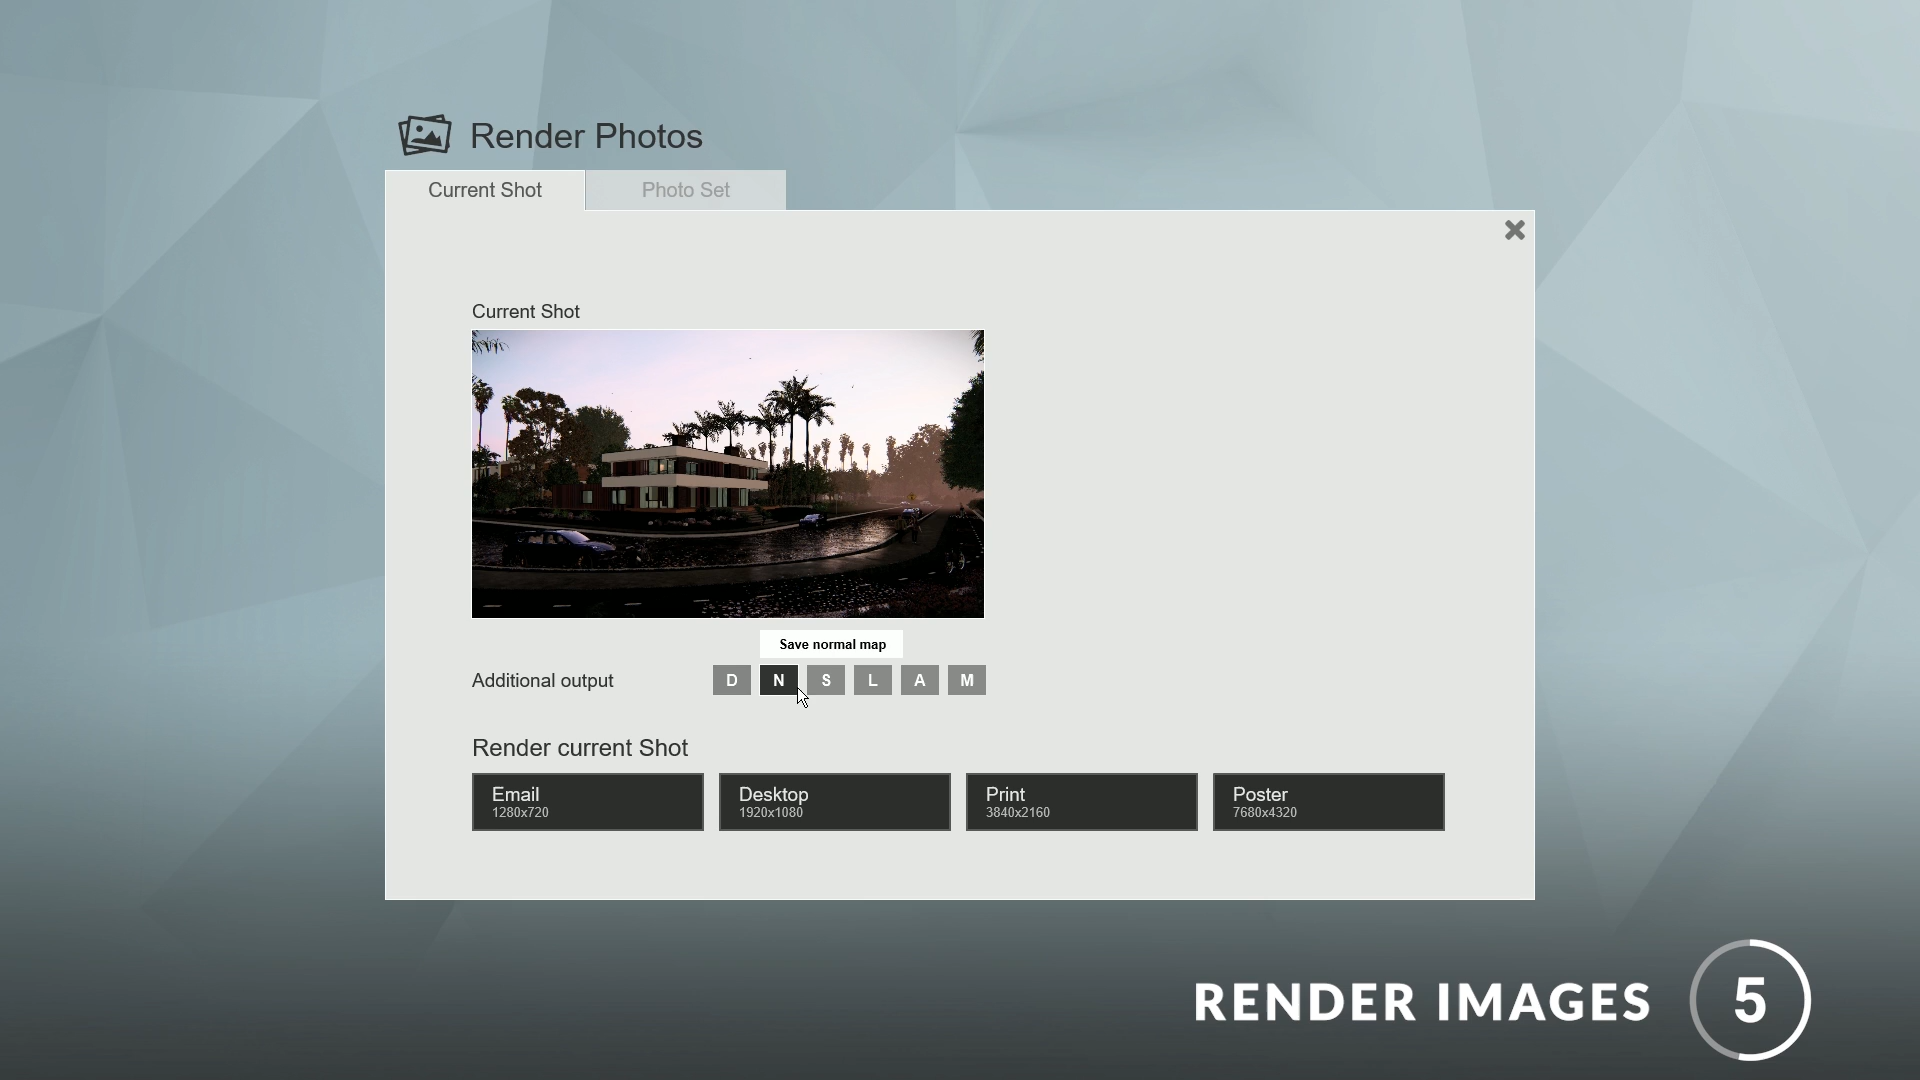 Render Photos
Current Shot
Photo Set
Current Shot
Save normal map
Additional output
D N S L A M
Render current Shot
Email
1280x720
Desktop
1920x1080
Print
3840x2160
Poster
7680x4320
RENDER IMAGES
5